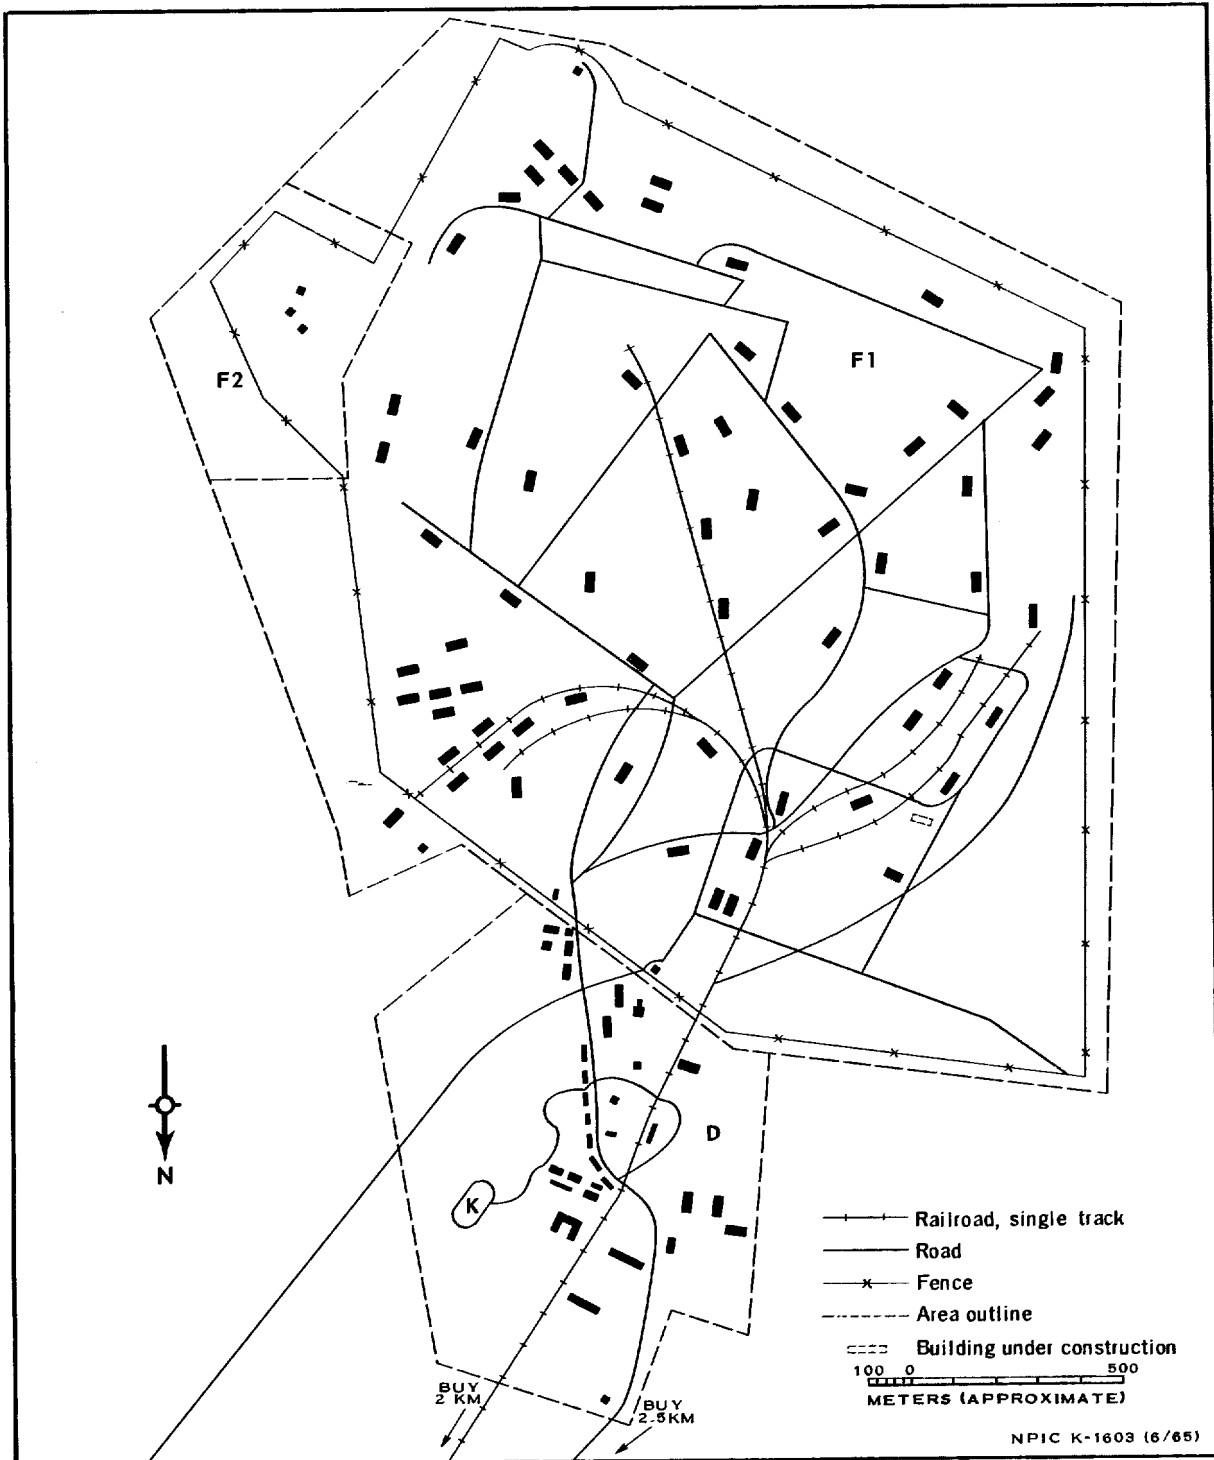 F1
F2
D
K
N
Railroad, single track
Road
Fence
Area outline
Building under construction
100 0 500
METERS (APPROXIMATE)
BUY
2 KM
BUY
2.5KM
NPIC K-1603 (6/65)